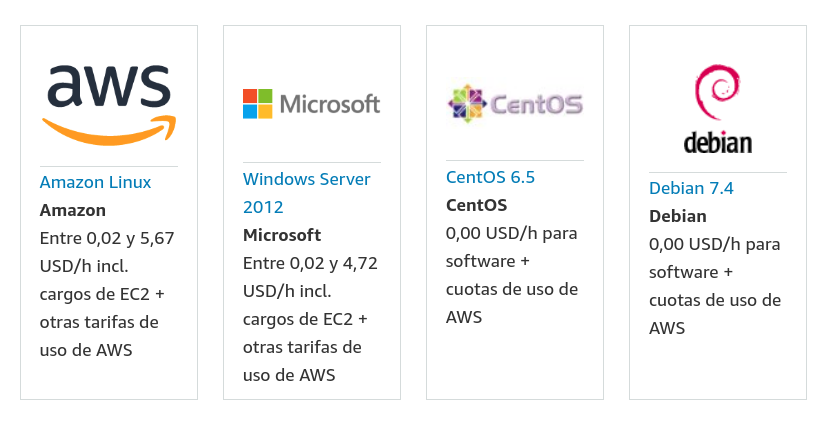 aws
Amazon Linux
Amazon
Entre 0,02 y 5,67
USD/h incl.
cargos de EC2 +
otras tarifas de
uso de AWS
Microsoft
Windows Server
2012
Microsoft
Entre 0,02 y 4,72
USD/h incl.
cargos de EC2 +
otras tarifas de
uso de AWS
CentOS
CentOS 6.5
CentOS
0,00 USD/h para
software +
cuotas de uso de
AWS
debian
Debian 7.4
Debian
0,00 USD/h para
software +
cuotas de uso de
AWS